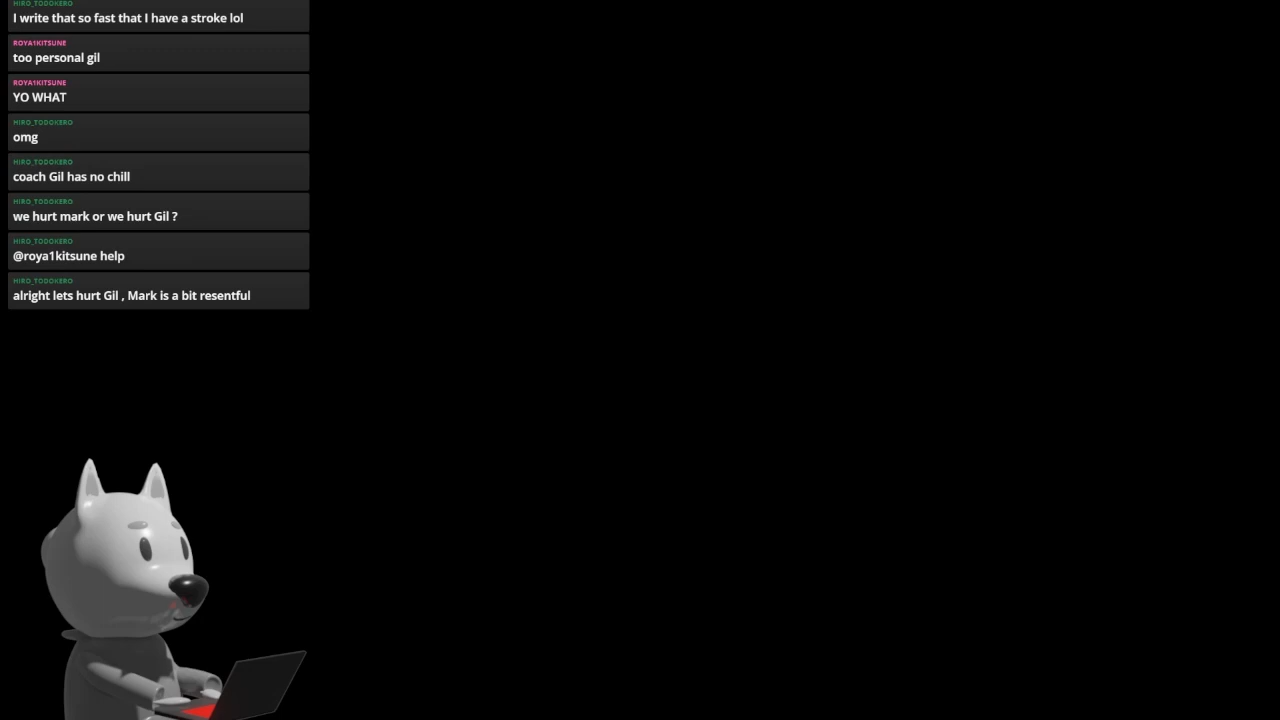 HIRO_TODOKERO
I write that so fast that I have a stroke lol
ROYA1KITSUNE
too personal gil
ROYA1KITSUNE
YO WHAT
HIRO_TODOKERO
omg
HIRO_TODOKERO
coach Gil has no chill
HIRO_TODOKERO
we hurt mark or we hurt Gil ?
HIRO_TODOKERO
@roya1kitsune help
HIRO_TODOKERO
alright lets hurt Gil , Mark is a bit resentful